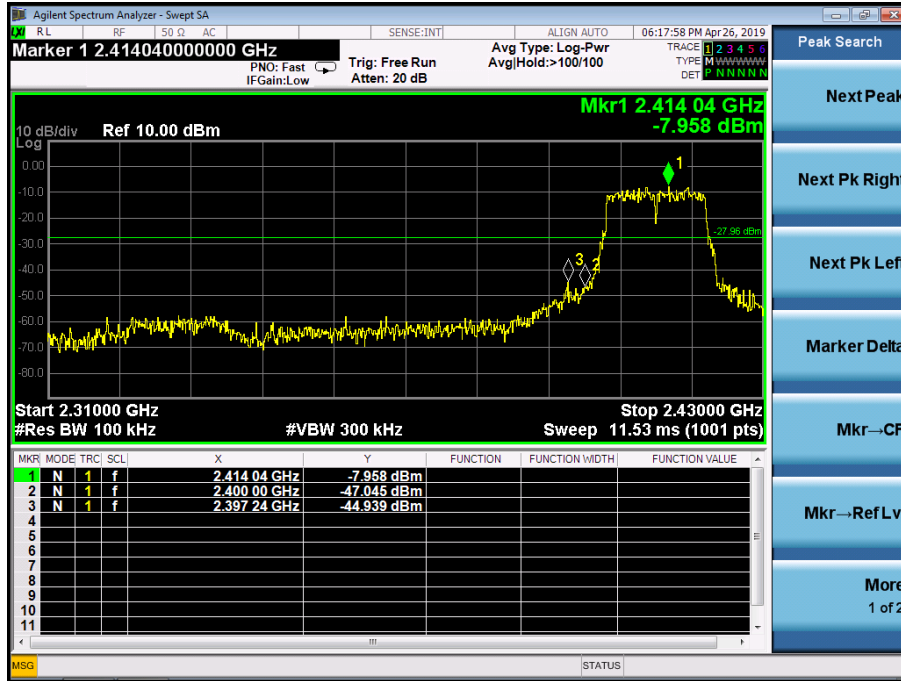 Agilent Spectrum Analyzer - Swept SA
LXI RL RF 50 Ω AC SENSE:INT ALIGN AUTO 06:17:58 PM Apr 26, 2019
Marker 1 2.414040000000 GHz
PNO: Fast
IFGain:Low
Trig: Free Run
Atten: 20 dB
Avg Type: Log-Pwr
Avg|Hold:>100/100
TRACE 1 2 3 4 5 6
TYPE M WWWWW
DET P N N N N N
Mkr1 2.414 04 GHz
-7.958 dBm
10 dB/div Ref 10.00 dBm
Log
0.00
-10.0
-20.0
-30.0
-40.0
-50.0
-60.0
-70.0
-80.0
1
-27.96 dBm
3 2
Start 2.31000 GHz Stop 2.43000 GHz
#Res BW 100 kHz #VBW 300 kHz Sweep 11.53 ms (1001 pts)
MKR MODE TRC SCL X Y FUNCTION FUNCTION WIDTH FUNCTION VALUE
1 N 1 f 2.414 04 GHz -7.958 dBm
2 N 1 f 2.400 00 GHz -47.045 dBm
3 N 1 f 2.397 24 GHz -44.939 dBm
4
5
6
7
8
9
10
11
MSG STATUS
Peak Search
Next Peak
Next Pk Right
Next Pk Left
Marker Delta
Mkr→CF
Mkr→Ref Lv
More
1 of 2